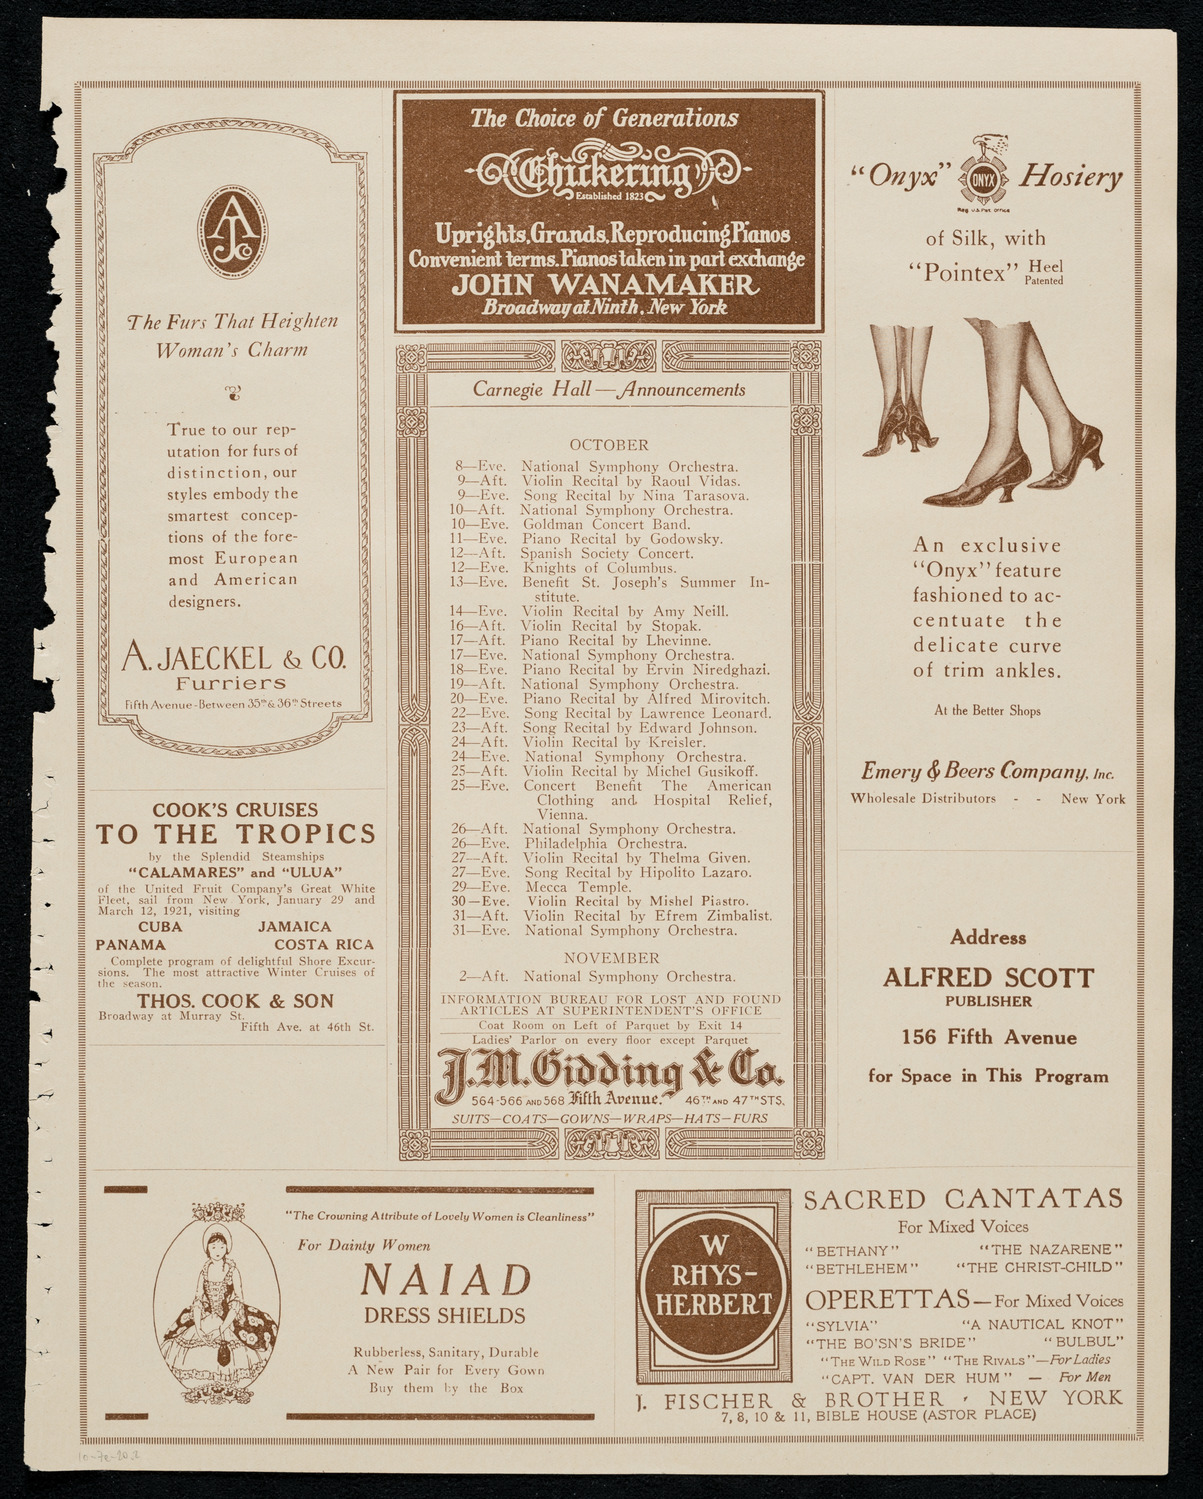 AJCo
The Furs That Heighten
Woman's Charm
True to our rep-
utation for furs of
distinction, our
styles embody the
smartest concep-
tions of the fore-
most European
and American
designers.
A. JAECKEL & CO.
Furriers
Fifth Avenue-Between 35th & 36th Streets
COOK'S CRUISES
TO THE TROPICS
by the Splendid Steamships
"CALAMARES" and "ULUA"
of the United Fruit Company's Great White
Fleet, sail from New York, January 29 and
March 12, 1921, visiting
CUBA JAMAICA
PANAMA COSTA RICA
Complete program of delightful Shore Excur-
sions. The most attractive Winter Cruises of
the season.
THOS. COOK & SON
Broadway at Murray St.
Fifth Ave. at 46th St.
The Choice of Generations
Chickering
Established 1823
Uprights, Grands, Reproducing Pianos
Convenient terms. Pianos taken in part exchange
JOHN WANAMAKER
Broadway at Ninth, New York
Carnegie Hall—Announcements
OCTOBER
8—Eve. National Symphony Orchestra.
9—Aft. Violin Recital by Raoul Vidas.
9—Eve. Song Recital by Nina Tarasova.
10—Aft. National Symphony Orchestra.
10—Eve. Goldman Concert Band.
11—Eve. Piano Recital by Godowsky.
12—Aft. Spanish Society Concert.
12—Eve. Knights of Columbus.
13—Eve. Benefit St. Joseph's Summer In-
stitute.
14—Eve. Violin Recital by Amy Neill.
16—Aft. Violin Recital by Stopak.
17—Aft. Piano Recital by Lhevinne.
17—Eve. National Symphony Orchestra.
18—Eve. Piano Recital by Ervin Niredghazi.
19—Aft. National Symphony Orchestra.
20—Eve. Piano Recital by Alfred Mirovitch.
22—Eve. Song Recital by Lawrence Leonard.
23—Aft. Song Recital by Edward Johnson.
24—Aft. Violin Recital by Kreisler.
24—Eve. National Symphony Orchestra.
25—Aft. Violin Recital by Michel Gusikoff.
25—Eve. Concert Benefit The American
Clothing and Hospital Relief,
Vienna.
26—Aft. National Symphony Orchestra.
26—Eve. Philadelphia Orchestra.
27—Aft. Violin Recital by Thelma Given.
27—Eve. Song Recital by Hipolito Lazaro.
29—Eve. Mecca Temple.
30—Eve. Violin Recital by Mishel Piastro.
31—Aft. Violin Recital by Efrem Zimbalist.
31—Eve. National Symphony Orchestra.
NOVEMBER
2—Aft. National Symphony Orchestra.
INFORMATION BUREAU FOR LOST AND FOUND
ARTICLES AT SUPERINTENDENT'S OFFICE
Coat Room on Left of Parquet by Exit 14
Ladies' Parlor on every floor except Parquet
J. M. Gidding & Co.
564-566 AND 568 Fifth Avenue. 46TH AND 47TH STS.
SUITS—COATS—GOWNS—WRAPS—HATS—FURS
"Onyx" ONYX Hosiery
Reg U.S Pat Office
of Silk, with
"Pointex" Heel
Patented
An exclusive
"Onyx" feature
fashioned to ac-
centuate the
delicate curve
of trim ankles.
At the Better Shops
Emery & Beers Company, Inc.
Wholesale Distributors - - New York
Address
ALFRED SCOTT
PUBLISHER
156 Fifth Avenue
for Space in This Program
"The Crowning Attribute of Lovely Women is Cleanliness"
For Dainty Women
NAIAD
DRESS SHIELDS
Rubberless, Sanitary, Durable
A New Pair for Every Gown
Buy them by the Box
W
RHYS-
HERBERT
SACRED CANTATAS
For Mixed Voices
"BETHANY" "THE NAZARENE"
"BETHLEHEM" "THE CHRIST-CHILD"
OPERETTAS—For Mixed Voices
"SYLVIA" "A NAUTICAL KNOT"
"THE BO'SN'S BRIDE" "BULBUL"
"THE WILD ROSE" "THE RIVALS"—For Ladies
"CAPT. VAN DER HUM" — For Men
J. FISCHER & BROTHER, NEW YORK
7, 8, 10 & 11, BIBLE HOUSE (ASTOR PLACE)